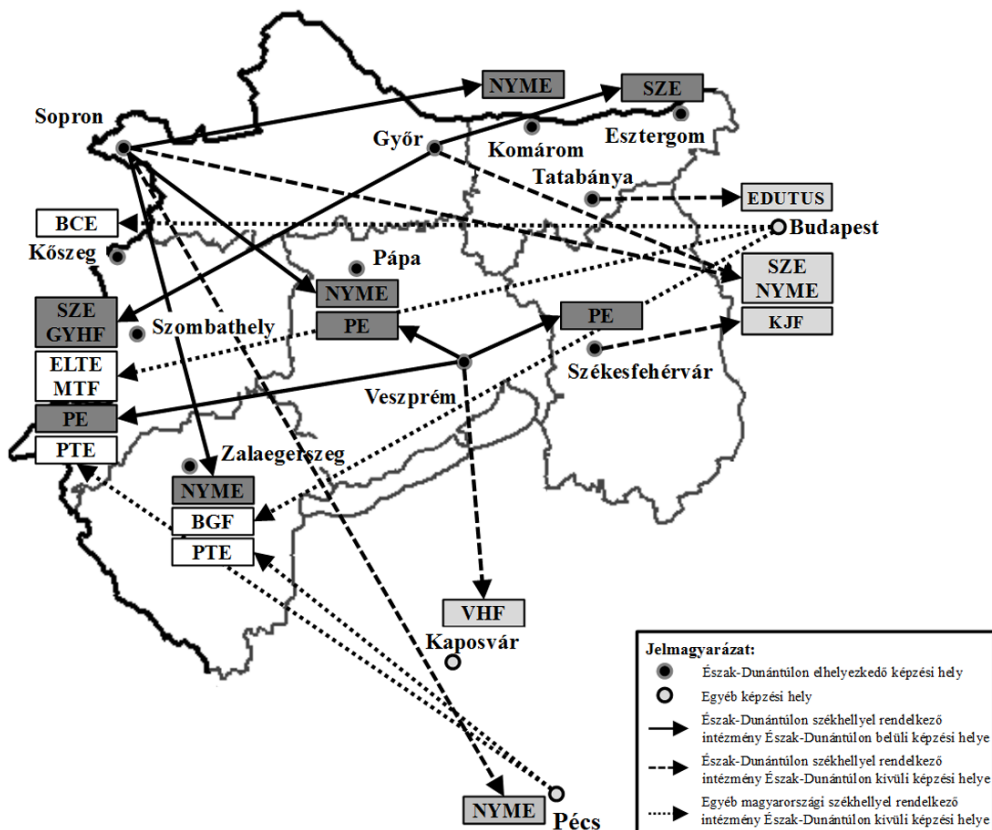 NYME
SZE
Sopron
Győr
Komárom
Esztergom
Tatabánya
EDUTUS
BCE
Budapest
Kőszeg
Pápa
SZE
NYME
NYME
SZE
GYHF
PE
PE
KJF
Szombathely
ELTE
MTF
Székesfehérvár
Veszprém
PE
PTE
Zalaegerszeg
NYME
BGF
PTE
VHF
Kaposvár
NYME
Pécs
Jelmagyarázat:
Észak-Dunántúlon elhelyezkedő képzési hely
Egyéb képzési hely
Észak-Dunántúlon székhellyel rendelkező
intézmény Észak-Dunántúlon belüli képzési helye
Észak-Dunántúlon székhellyel rendelkező
intézmény Észak-Dunántúlon kivüli képzési helye
Egyéb magyarországi székhellyel rendelkező
intézmény Észak-Dunántúlon kivüli képzési helye